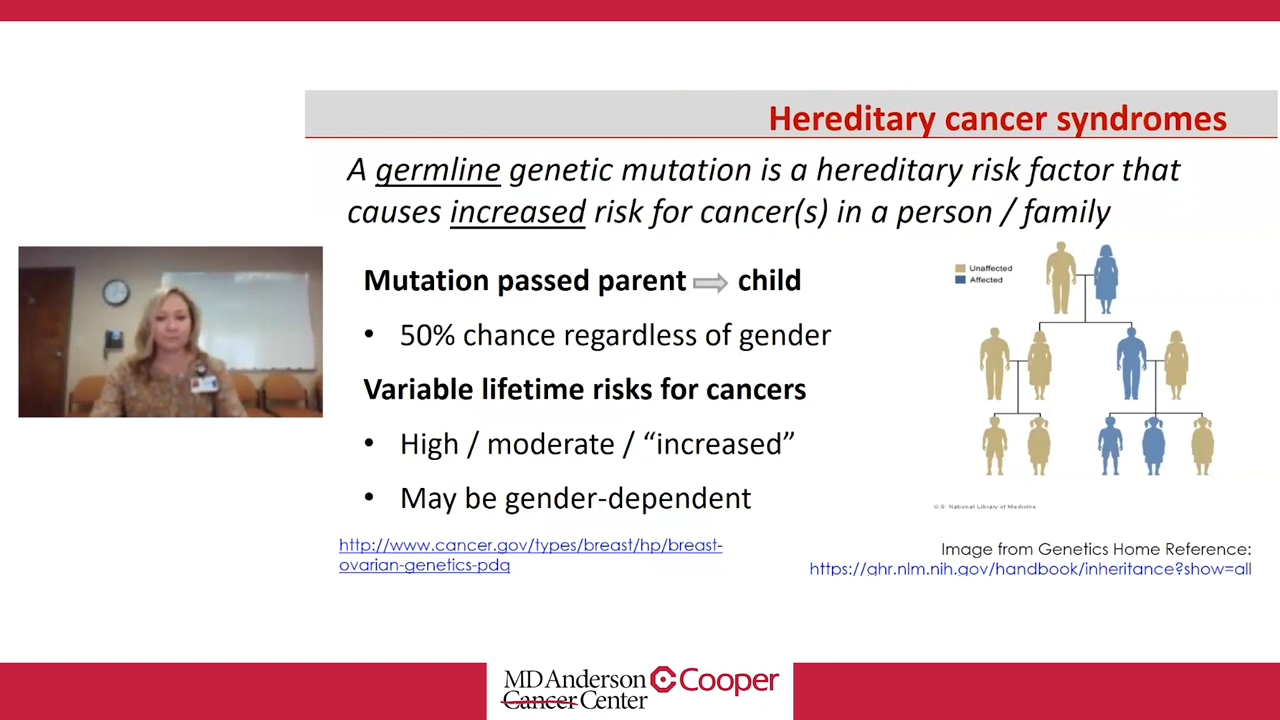 Hereditary cancer syndromes
A germline genetic mutation is a hereditary risk factor that
causes increased risk for cancer(s) in a person / family
Mutation passed parent child
• 50% chance regardless of gender
Variable lifetime risks for cancers
• High / moderate / “increased”
• May be gender-dependent
http://www.cancer.gov/types/breast/hp/breast-
ovarian-genetics-pdq
Unaffected
Affected
U.S. National Library of Medicine
Image from Genetics Home Reference:
https://ghr.nlm.nih.gov/handbook/inheritance?show=all
MD Anderson Cooper
Cancer Center